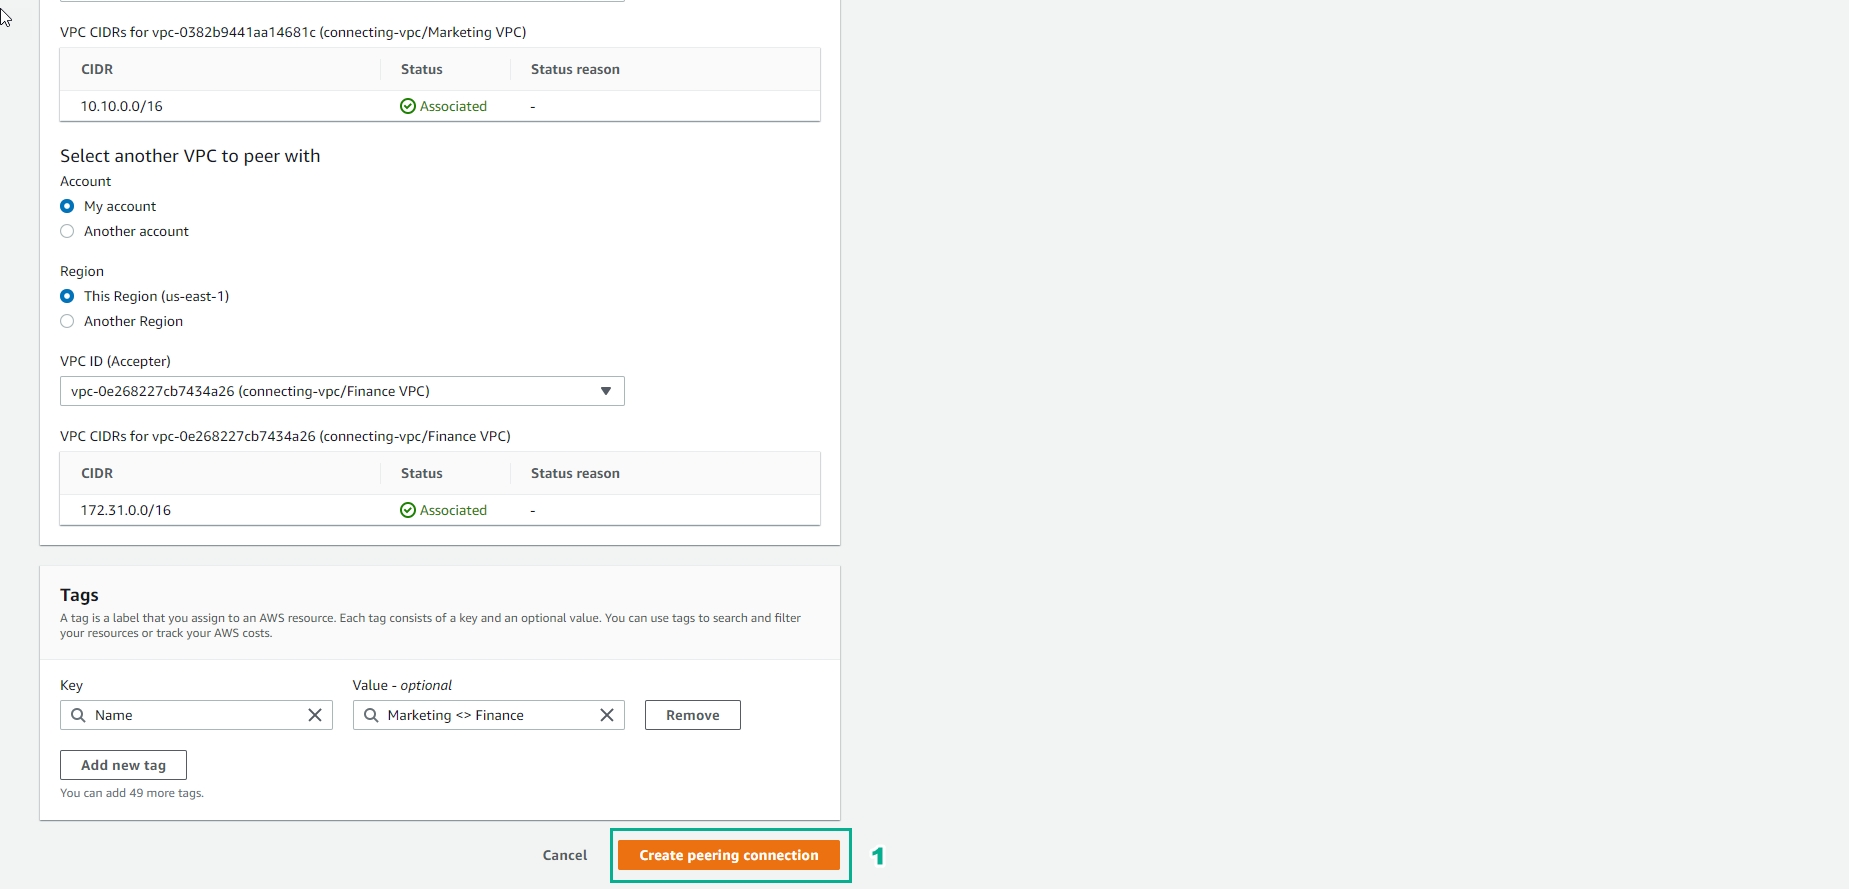 VPC CIDRs for vpc-0382b9441aa14681c (connecting-vpc/Marketing VPC)
CIDR Status Status reason
10.10.0.0/16 Associated -
Select another VPC to peer with
Account
My account
Another account
Region
This Region (us-east-1)
Another Region
VPC ID (Accepter)
vpc-0e268227cb7434a26 (connecting-vpc/Finance VPC)
VPC CIDRs for vpc-0e268227cb7434a26 (connecting-vpc/Finance VPC)
CIDR Status Status reason
172.31.0.0/16 Associated -
Tags
A tag is a label that you assign to an AWS resource. Each tag consists of a key and an optional value. You can use tags to search and filter
your resources or track your AWS costs.
Key Value - optional
Name Marketing <> Finance Remove
Add new tag
You can add 49 more tags.
Cancel Create peering connection 1